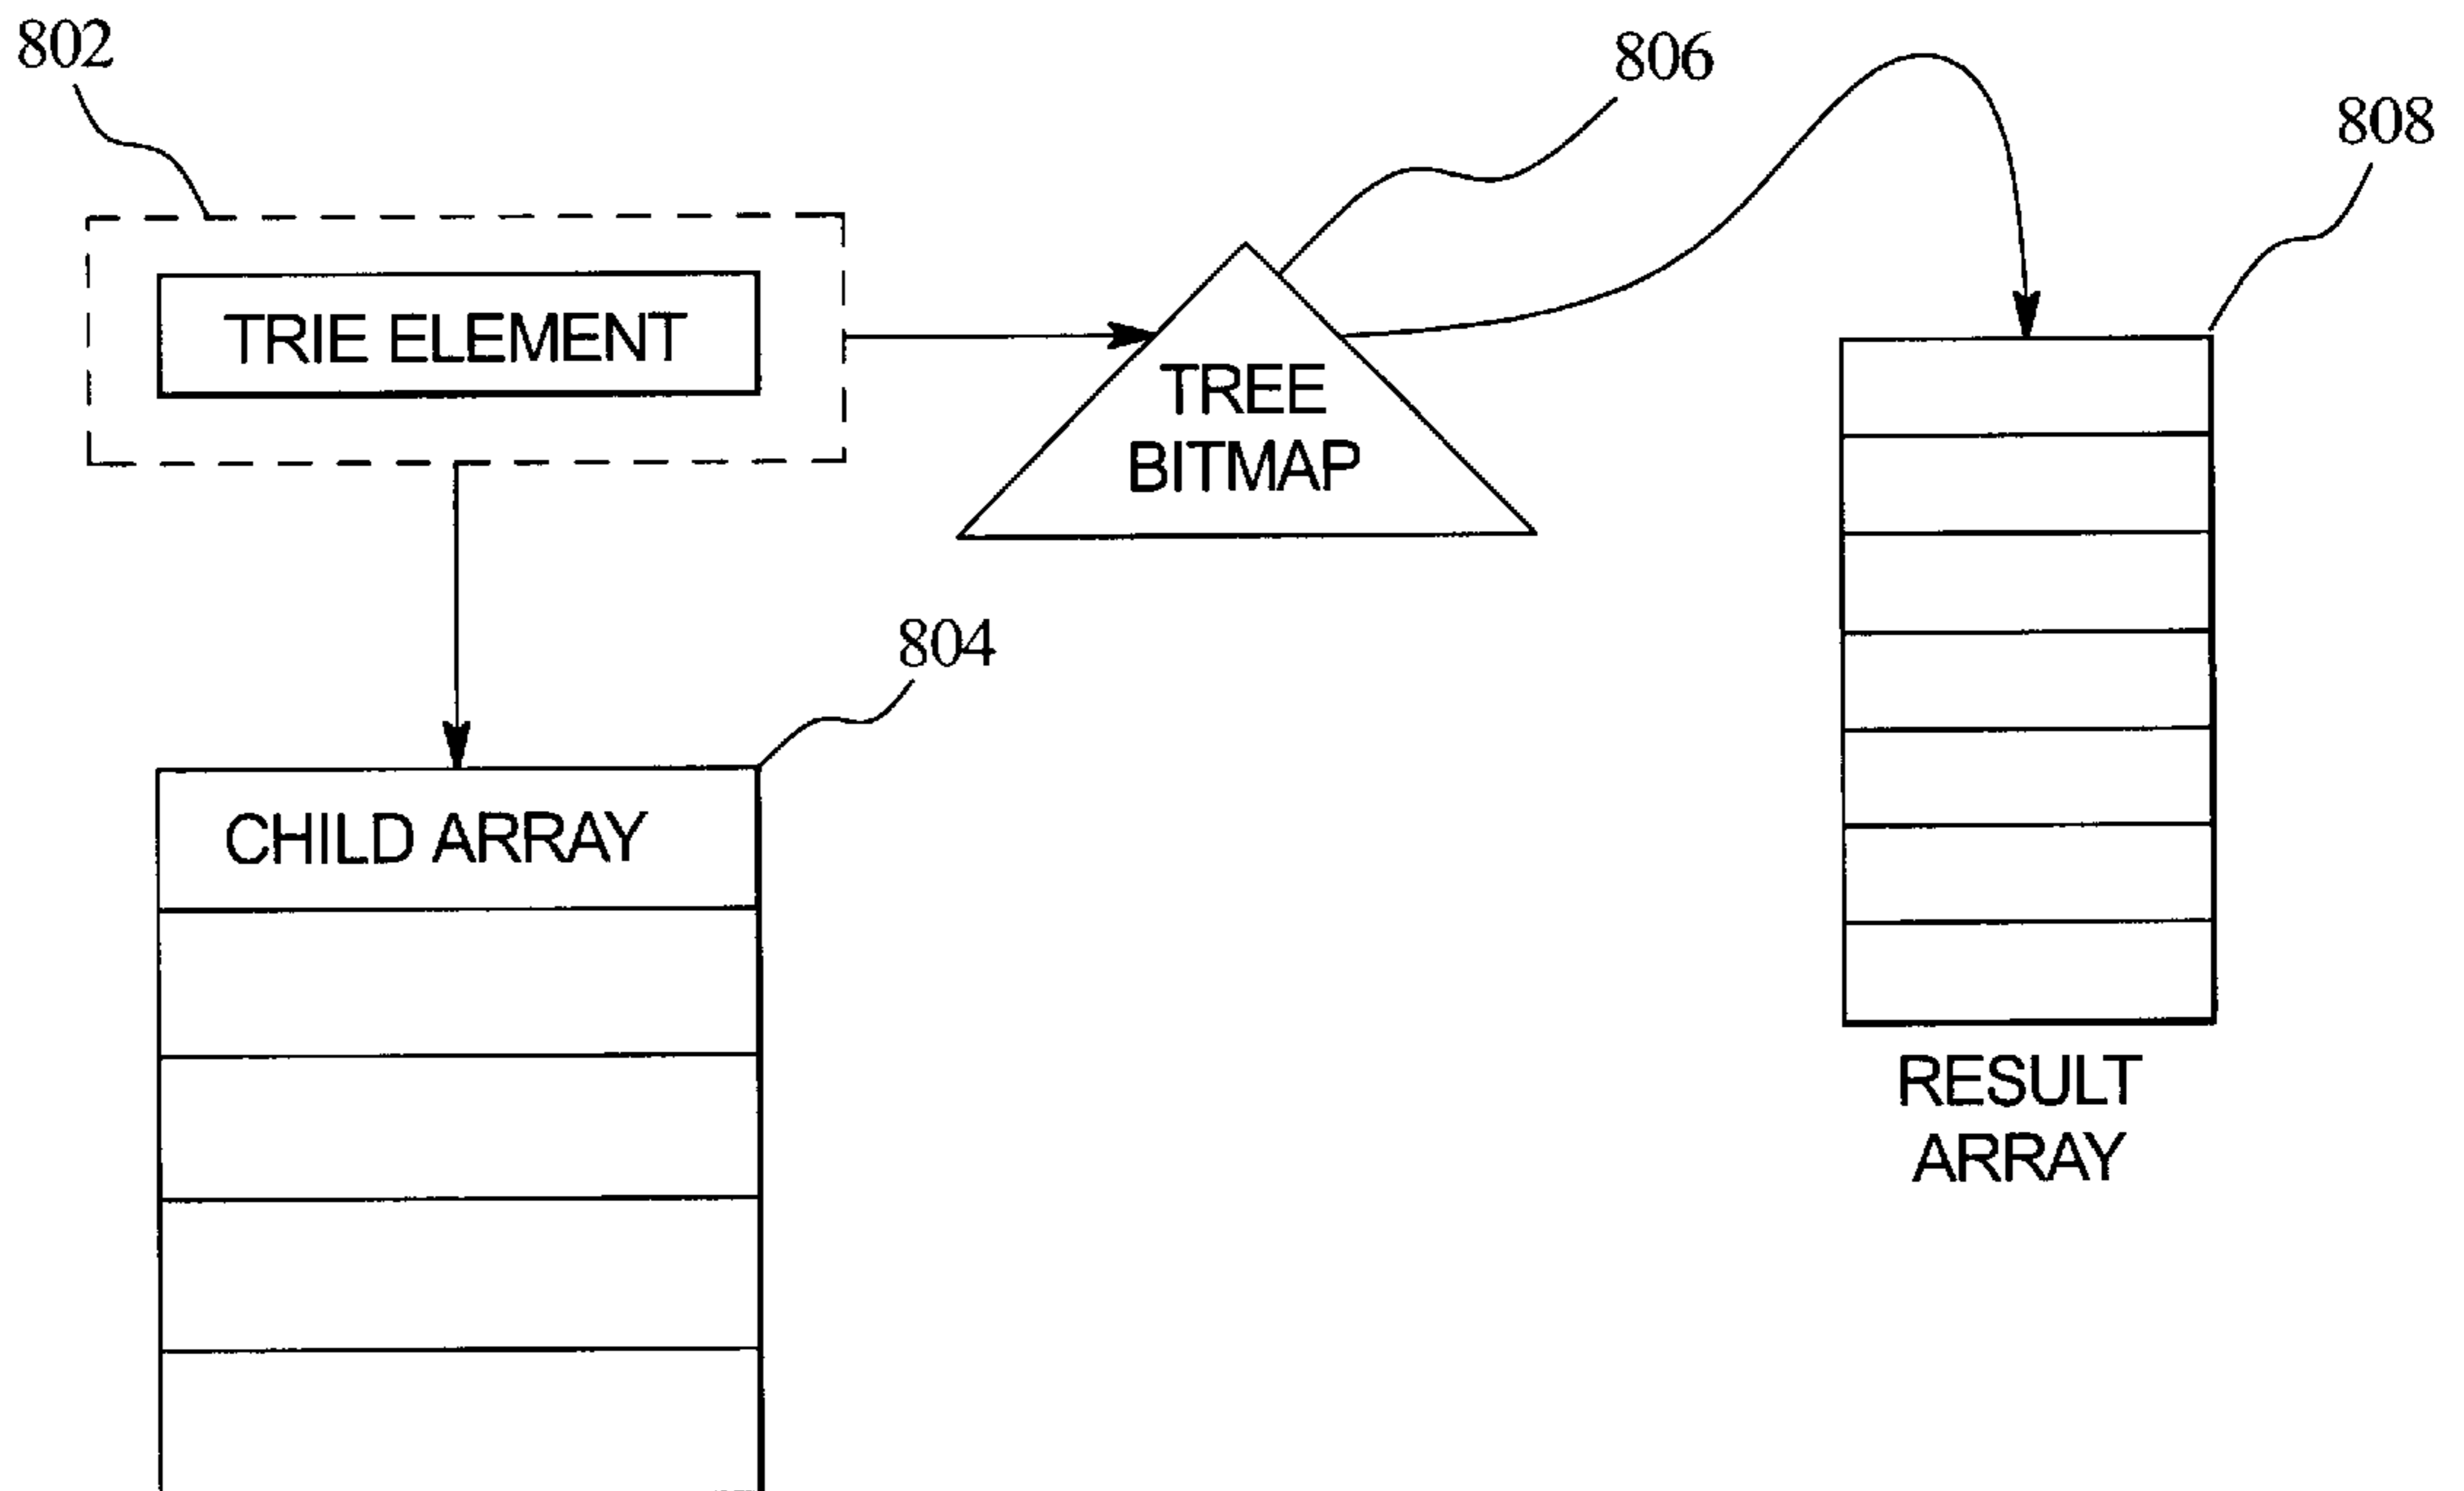 802
806
808
TRIE ELEMENT
TREE
BITMAP
804
CHILD ARRAY
RESULT
ARRAY